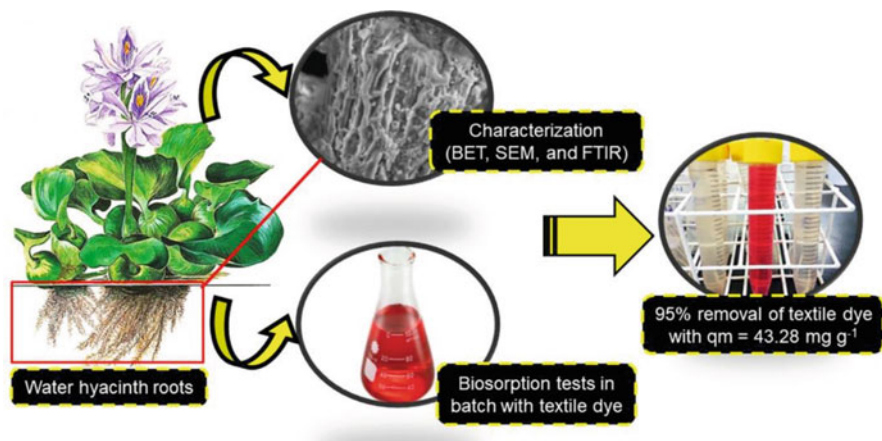 Characterization
(BET, SEM, and FTIR)
Water hyacinth roots
Biosorption tests in
batch with textile dye
95% removal of textile dye
with qm = 43.28 mg g⁻¹